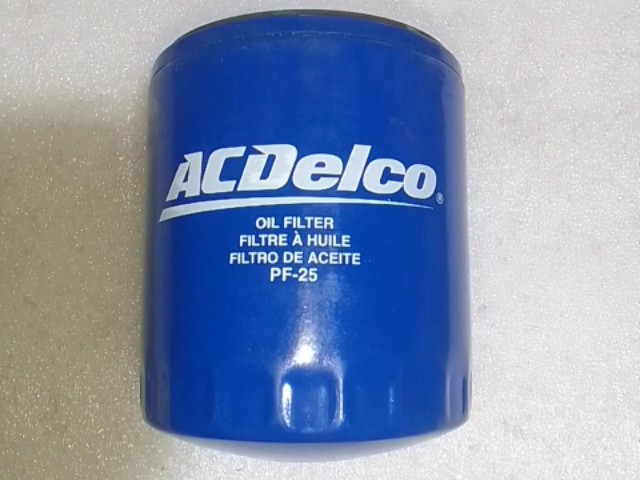 ACDelco®
OIL FILTER
FILTRE À HUILE
FILTRO DE ACEITE
PF-25